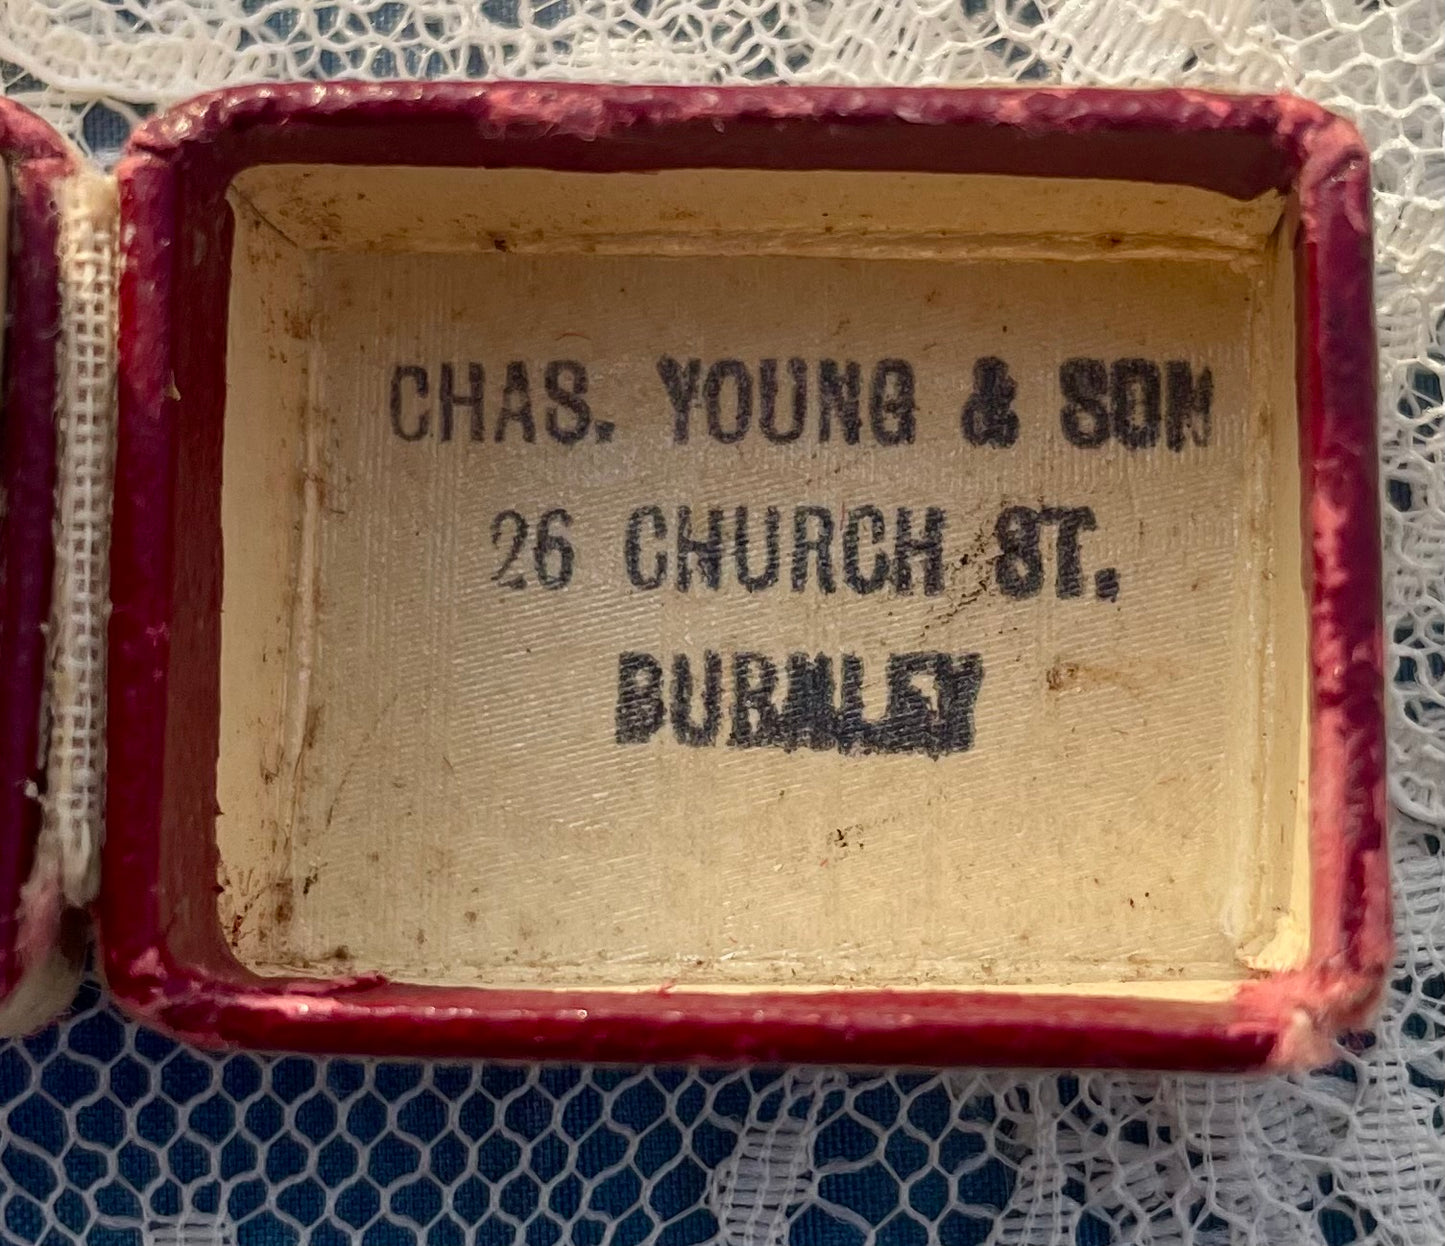 CHAS. YOUNG & SON
26 CHURCH ST.
BURNLEY